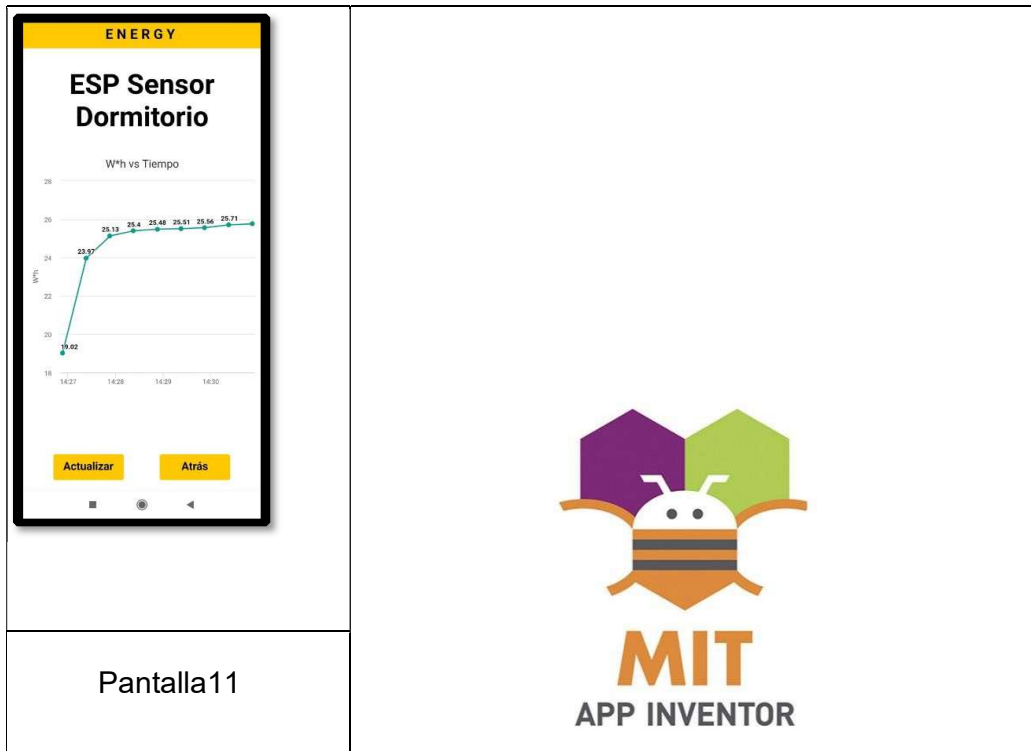 ENERGY
ESP Sensor
Dormitorio
W*h vs Tiempo
28
26
24
22
20
18
W*h
19.02
23.97
25.13
25.4
25.48
25.51
25.56
25.71
14:27
14:28
14:29
14:30
Actualizar
Atrás
Pantalla11
MIT
APP INVENTOR